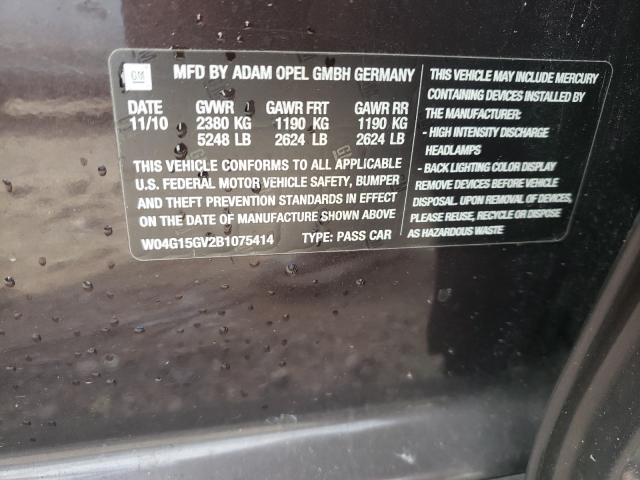 GM
MFD BY ADAM OPEL GMBH GERMANY
DATE GVWR GAWR FRT GAWR RR
11/10 2380 KG 1190 KG 1190 KG
5248 LB 2624 LB 2624 LB
THIS VEHICLE CONFORMS TO ALL APPLICABLE
U.S. FEDERAL MOTOR VEHICLE SAFETY, BUMPER
AND THEFT PREVENTION STANDARDS IN EFFECT
ON THE DATE OF MANUFACTURE SHOWN ABOVE
W04G15GV2B1075414 TYPE: PASS CAR
THIS VEHICLE MAY INCLUDE MERCURY
CONTAINING DEVICES INSTALLED BY
THE MANUFACTURER:
- HIGH INTENSITY DISCHARGE
HEADLAMPS
- BACK LIGHTING COLOR DISPLAY
REMOVE DEVICES BEFORE VEHICLE
DISPOSAL. UPON REMOVAL OF DEVICES,
PLEASE REUSE, RECYCLE OR DISPOSE
AS HAZARDOUS WASTE